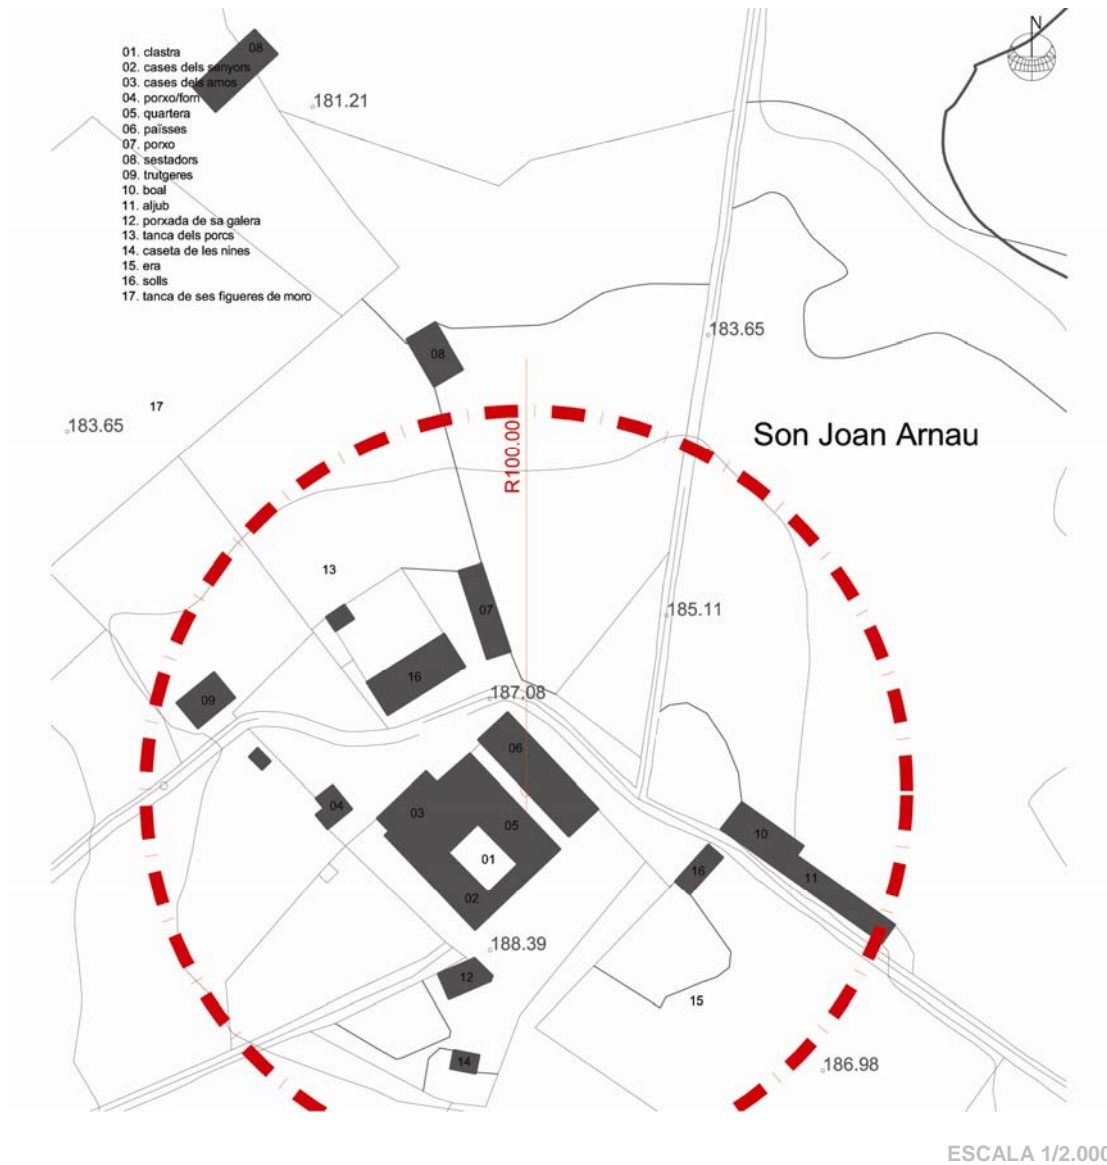 N
08
01. clastra
02. cases dels senyors
03. cases dels amos
04. porxo/forn
05. quartera
06. païsses
07. porxo
08. sestadors
09. trutgeres
10. boal
11. aljub
12. porxada de sa galera
13. tanca dels porcs
14. caseta de les nines
15. era
16. solls
17. tanca de ses figueres de moro
181.21
183.65
08
17
183.65
Son Joan Arnau
R100.00
13
07
185.11
16
09
187.08
06
04
03
05
10
01
16
11
02
188.39
12
15
14
186.98
ESCALA 1/2.000